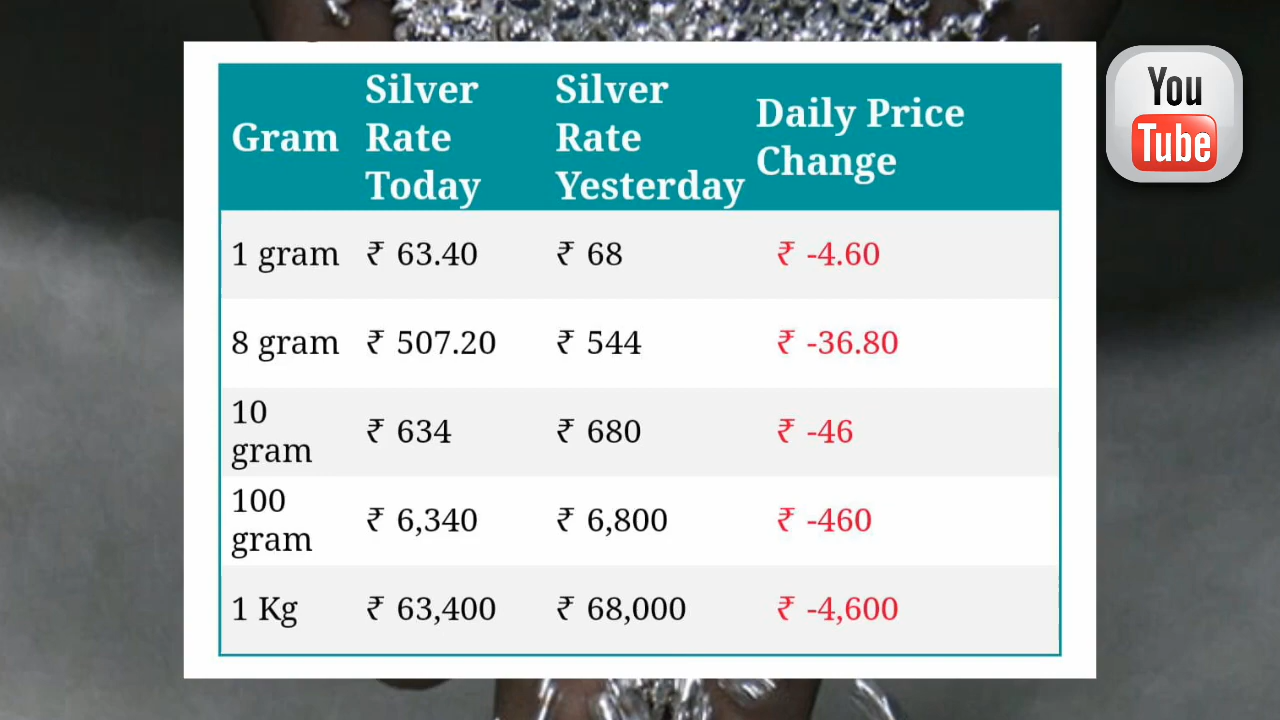 Gram
Silver
Rate
Today
Silver
Rate
Yesterday
Daily Price
Change
1 gram ₹ 63.40 ₹ 68 ₹ -4.60
8 gram ₹ 507.20 ₹ 544 ₹ -36.80
10
gram ₹ 634 ₹ 680 ₹ -46
100
gram ₹ 6,340 ₹ 6,800 ₹ -460
1 Kg ₹ 63,400 ₹ 68,000 ₹ -4,600
You
Tube